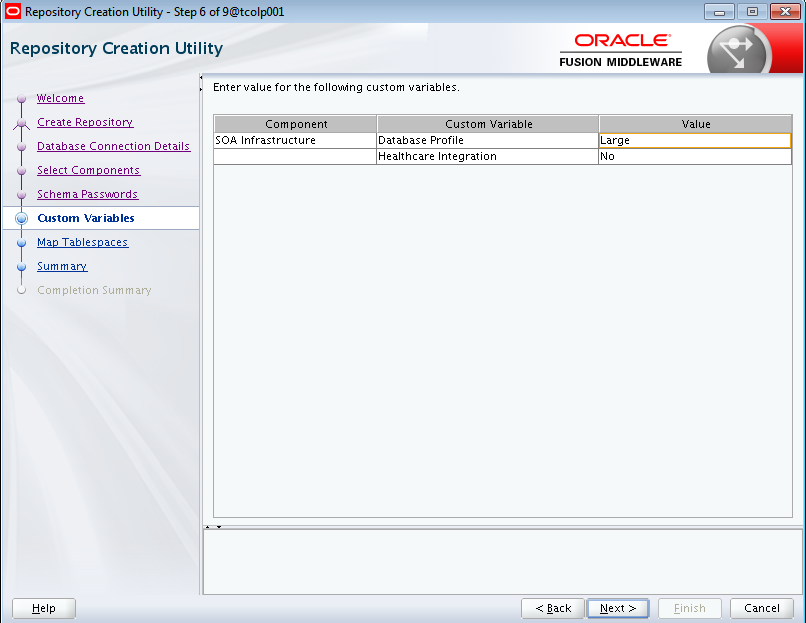 Repository Creation Utility - Step 6 of 9@tcolp001
Repository Creation Utility
ORACLE®
FUSION MIDDLEWARE
Welcome
Create Repository
Database Connection Details
Select Components
Schema Passwords
Custom Variables
Map Tablespaces
Summary
Completion Summary
Enter value for the following custom variables.
Component Custom Variable Value
SOA Infrastructure Database Profile Large
Healthcare Integration No
Help < Back Next > Finish Cancel